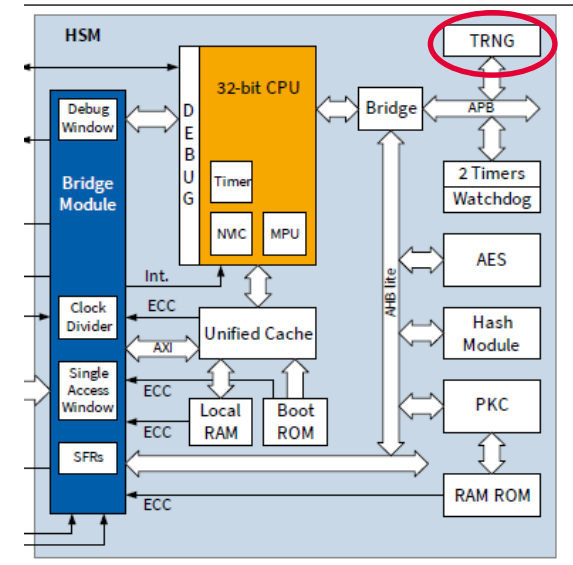 HSM
TRNG
32-bit CPU
Debug
Window
D
E
B
U
G
Bridge
APB
Bridge
Module
Timer
2 Timers
Watchdog
NVIC
MPU
AES
Int.
AHB lite
Clock
Divider
ECC
Unified Cache
Hash
Module
AXI
Single
Access
Window
ECC
Local
RAM
Boot
ROM
PKC
ECC
SFRs
RAM ROM
ECC